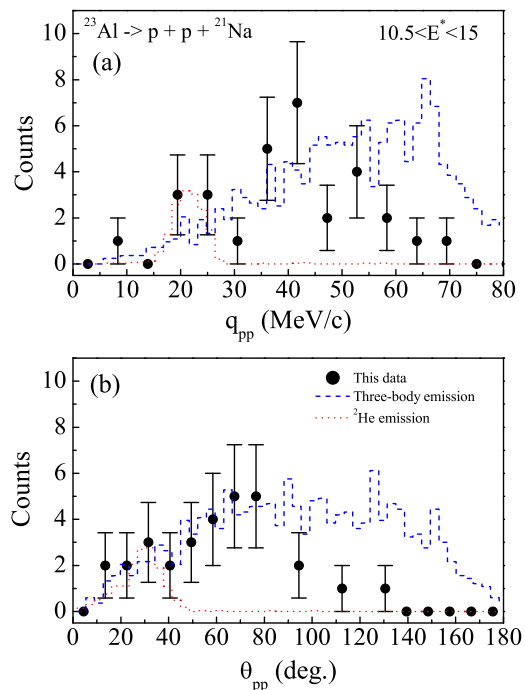 ²³Al -> p + p + ²¹Na
10.5<E*<15
(a)
Counts
10
8
6
4
2
0
0 10 20 30 40 50 60 70 80
q_pp (MeV/c)
(b)
This data
Three-body emission
²He emission
Counts
10
8
6
4
2
0
0 20 40 60 80 100 120 140 160 180
θ_pp (deg.)